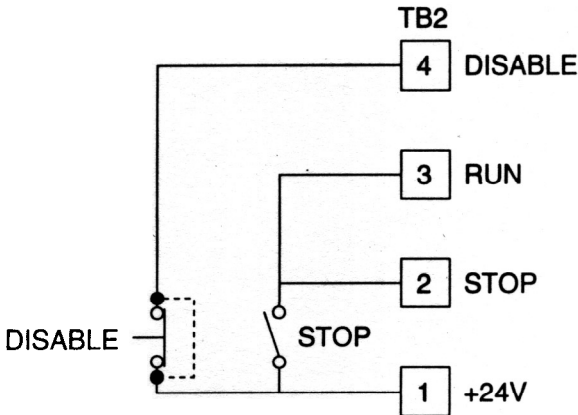 TB2
4 DISABLE
3 RUN
2 STOP
DISABLE
STOP
1 +24V